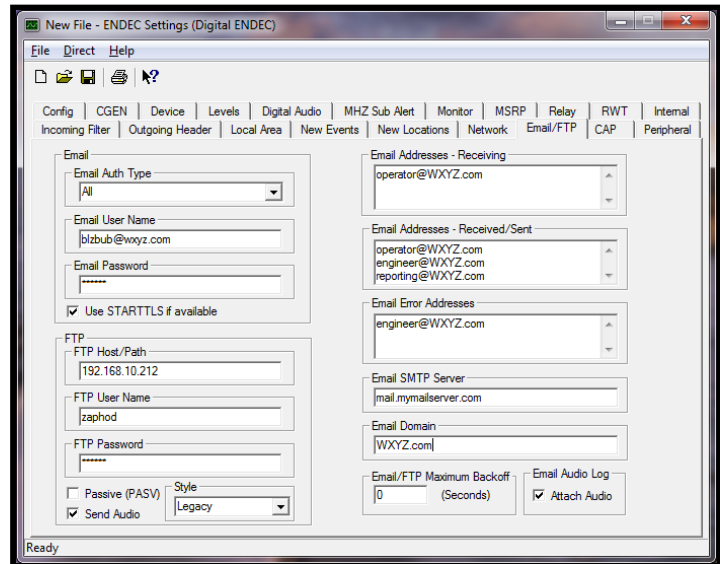 New File - ENDEC Settings (Digital ENDEC)
File Direct Help
Config CGEN Device Levels Digital Audio MHZ Sub Alert Monitor MSRP Relay RWT Internal
Incoming Filter Outgoing Header Local Area New Events New Locations Network Email/FTP CAP Peripheral
Email
Email Auth Type
All
Email User Name
blzbub@wxyz.com
Email Password
******
Use STARTTLS if available
FTP
FTP Host/Path
192.168.10.212
FTP User Name
zaphod
FTP Password
******
Passive (PASV)
Send Audio
Style
Legacy
Email Addresses - Receiving
operator@WXYZ.com
Email Addresses - Received/Sent
operator@WXYZ.com
engineer@WXYZ.com
reporting@WXYZ.com
Email Error Addresses
engineer@WXYZ.com
Email SMTP Server
mail.mymailserver.com
Email Domain
WXYZ.com
Email/FTP Maximum Backoff
0 (Seconds)
Email Audio Log
Attach Audio
Ready